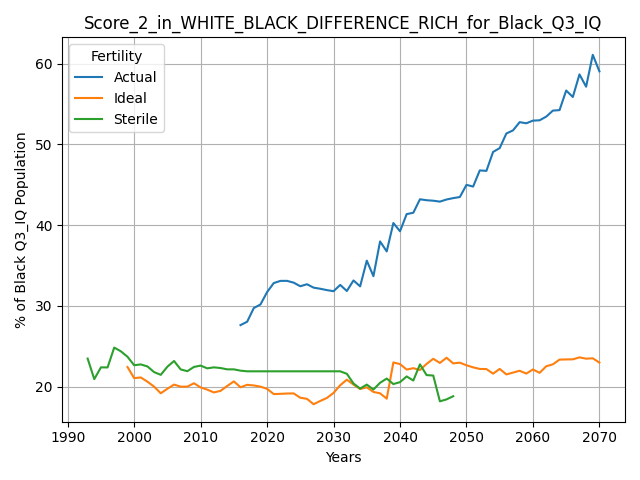 Score_2_in_WHITE_BLACK_DIFFERENCE_RICH_for_Black_Q3_IQ
Fertility
Actual
Ideal
Sterile
% of Black Q3_IQ Population
60
50
40
30
20
1990 2000 2010 2020 2030 2040 2050 2060 2070
Years